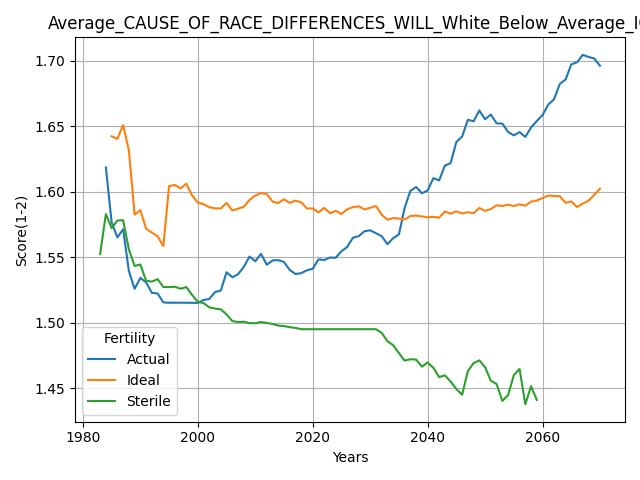 Average_CAUSE_OF_RACE_DIFFERENCES_WILL_White_Below_Average_I
1.70
1.65
1.60
1.55
1.50
1.45
Score(1-2)
Fertility
Actual
Ideal
Sterile
1980
2000
2020
2040
2060
Years